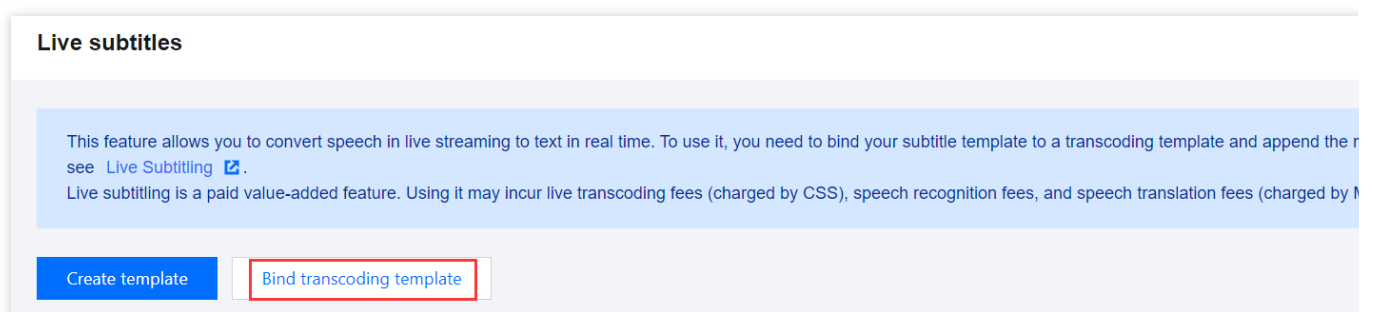 Live subtitles
This feature allows you to convert speech in live streaming to text in real time. To use it, you need to bind your subtitle template to a transcoding template and append the
see Live Subtitling .
Live subtitling is a paid value-added feature. Using it may incur live transcoding fees (charged by CSS), speech recognition fees, and speech translation fees (charged by
Create template
Bind transcoding template